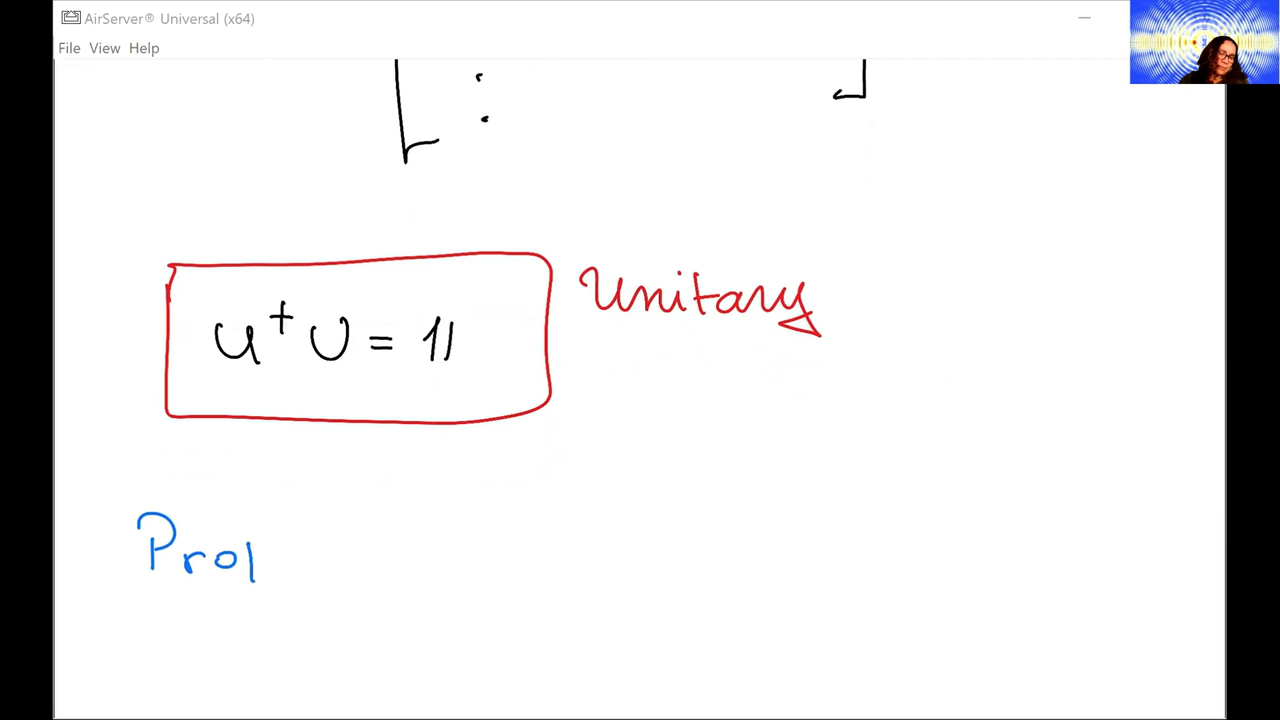 AirServer® Universal (x64)
File View Help
U† U = 𝟙
Unitary
Prol